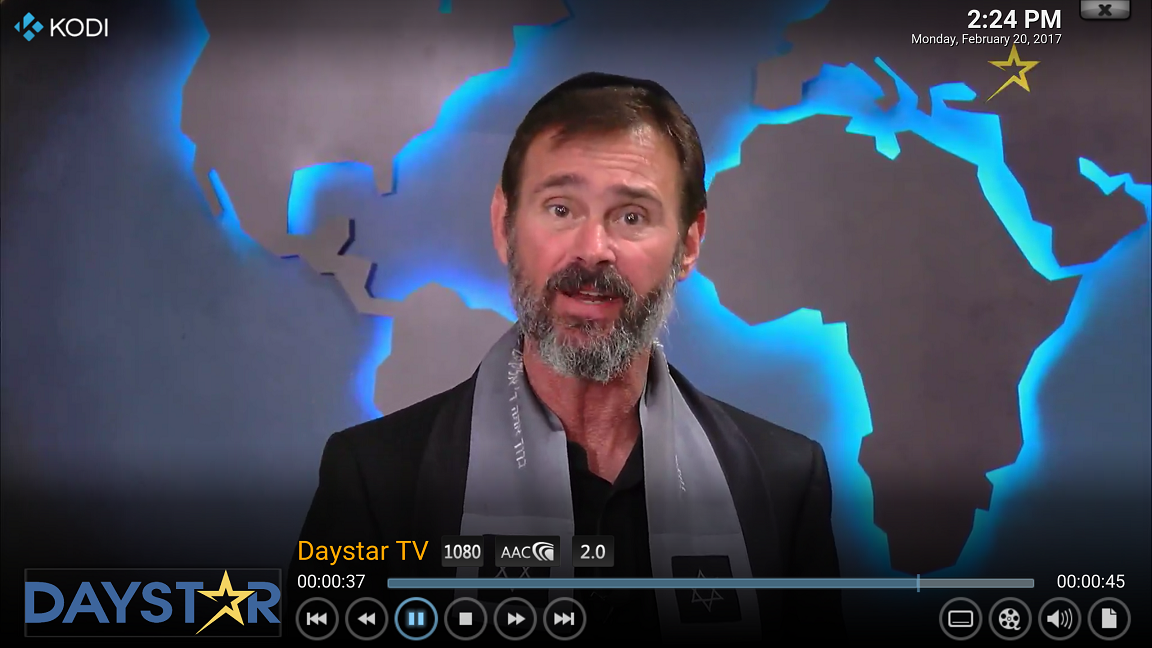 KODI
2:24 PM
Monday, February 20, 2017
Daystar TV 1080 AAC 2.0
DAYSTAR
00:00:37 00:00:45